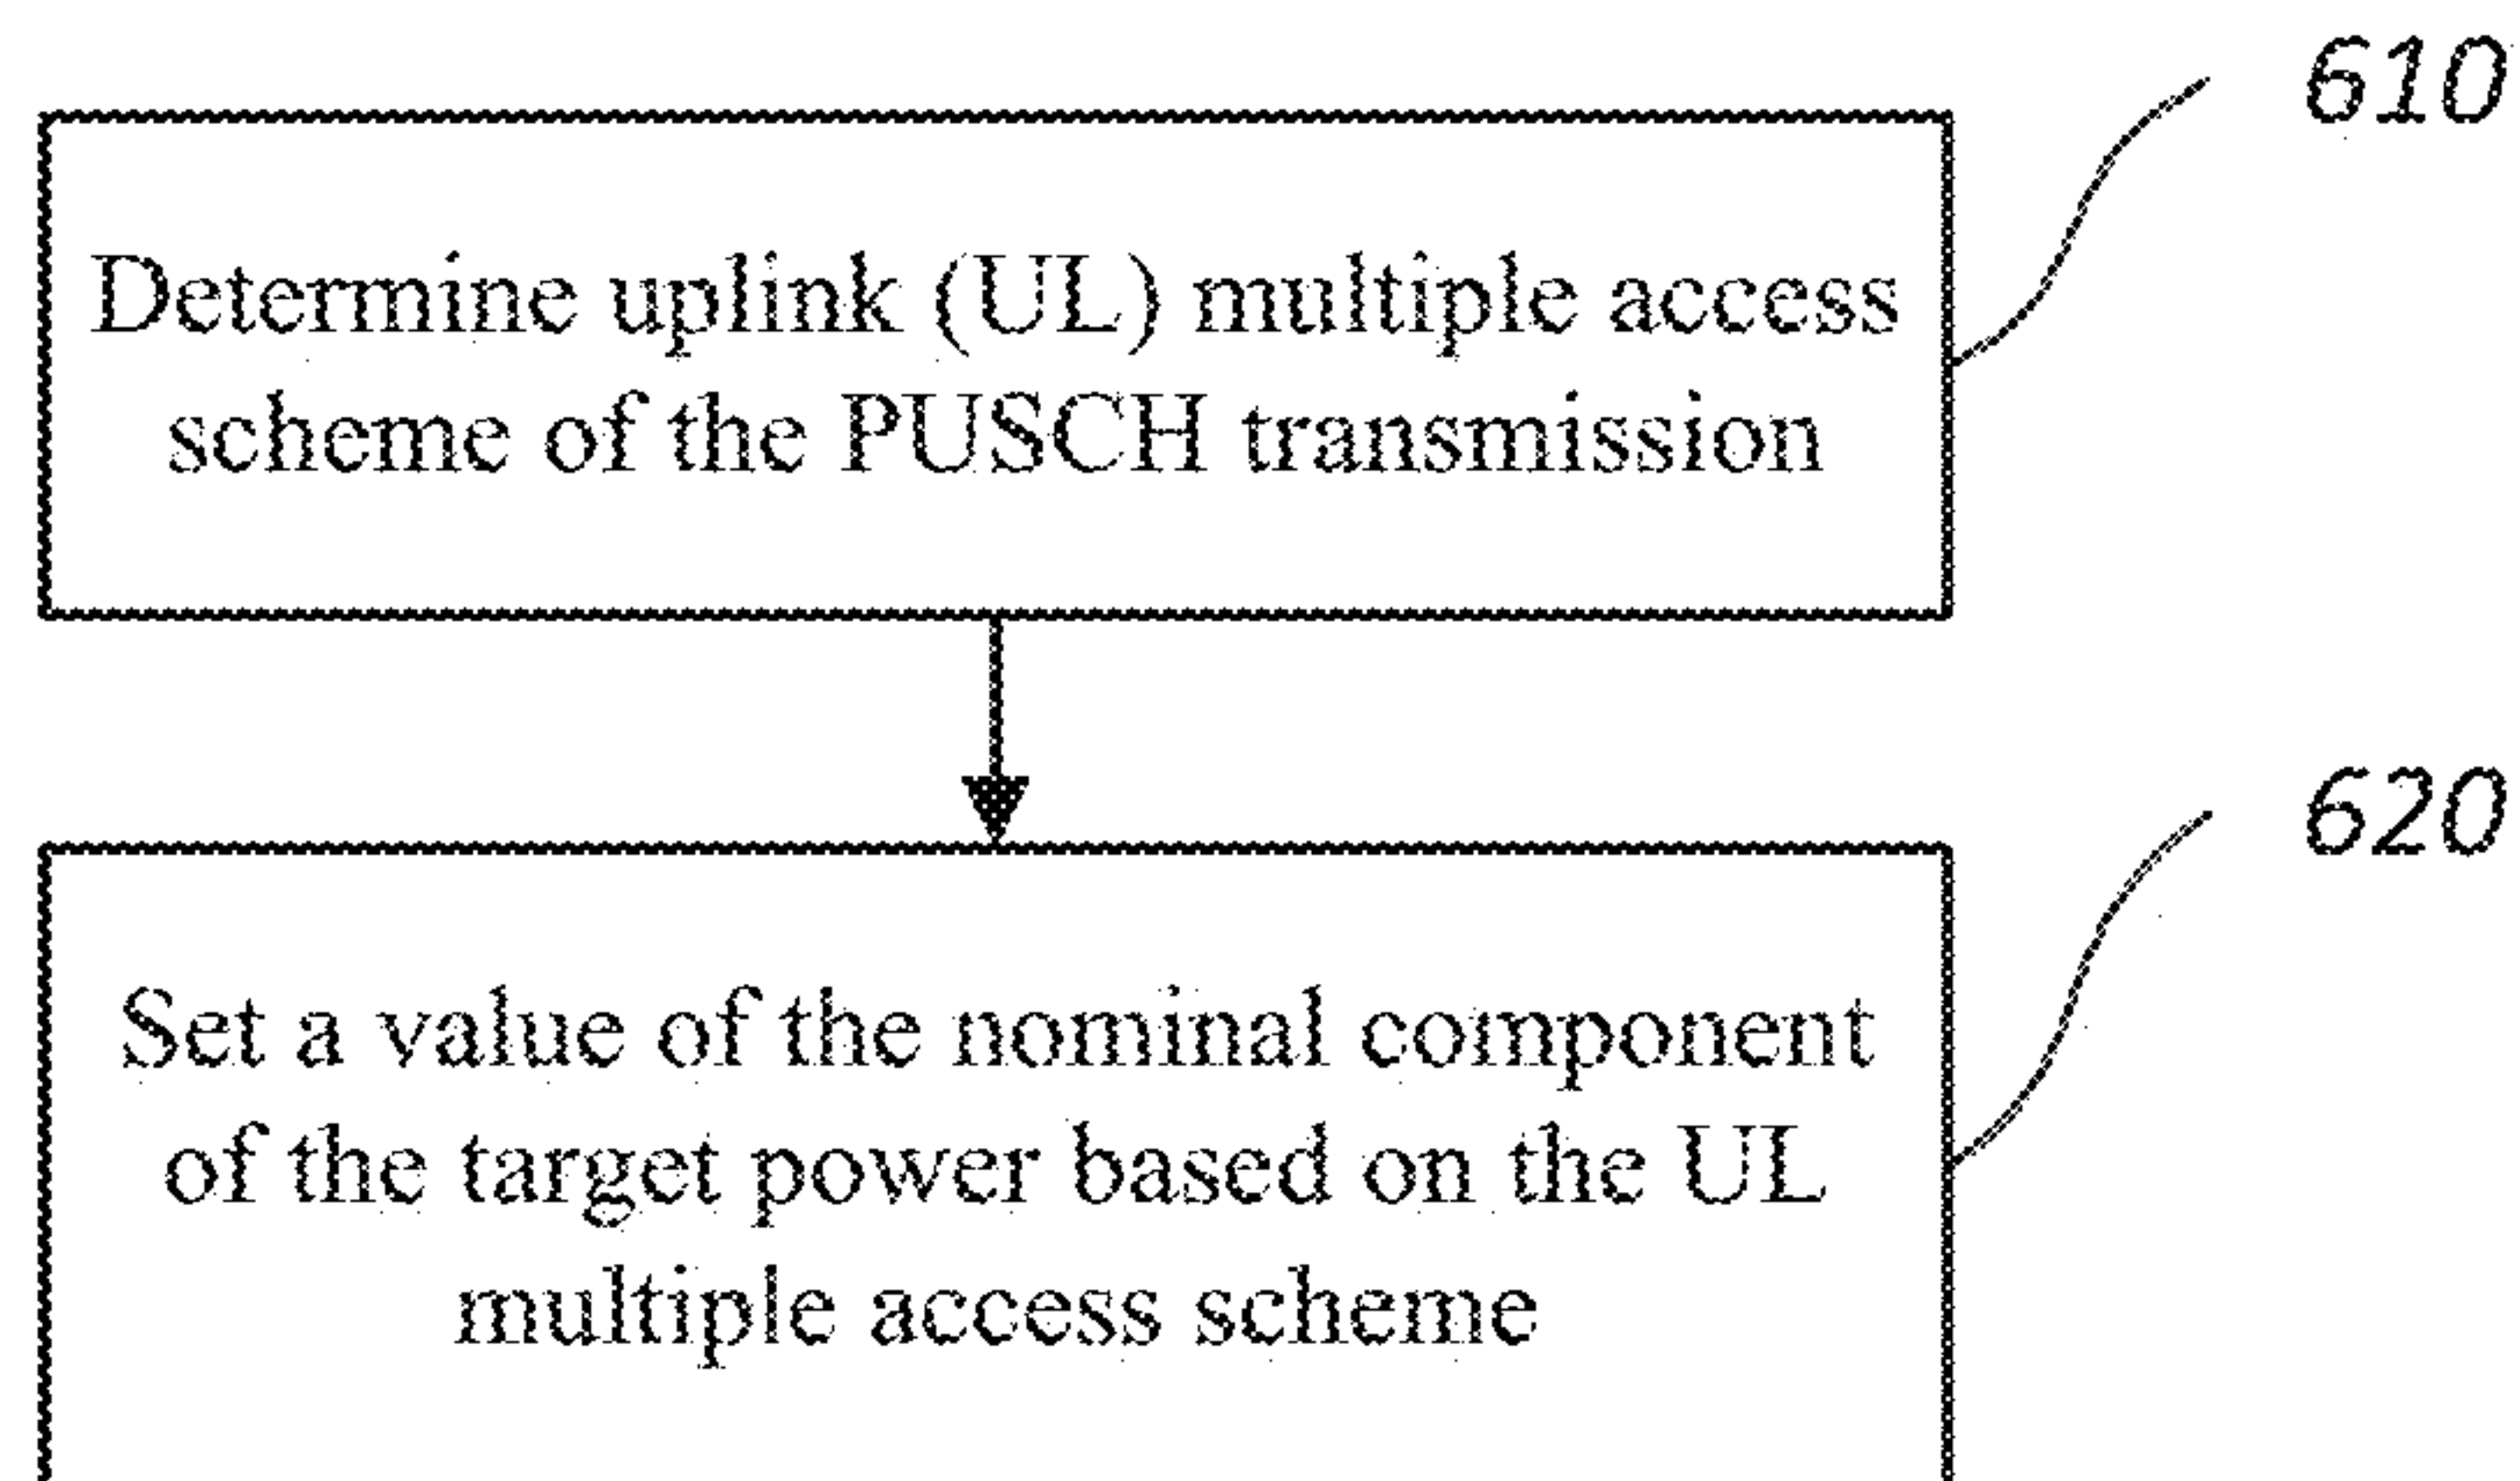 610
Determine uplink (UL) multiple access
scheme of the PUSCH transmission
620
Set a value of the nominal component
of the target power based on the UL
multiple access scheme